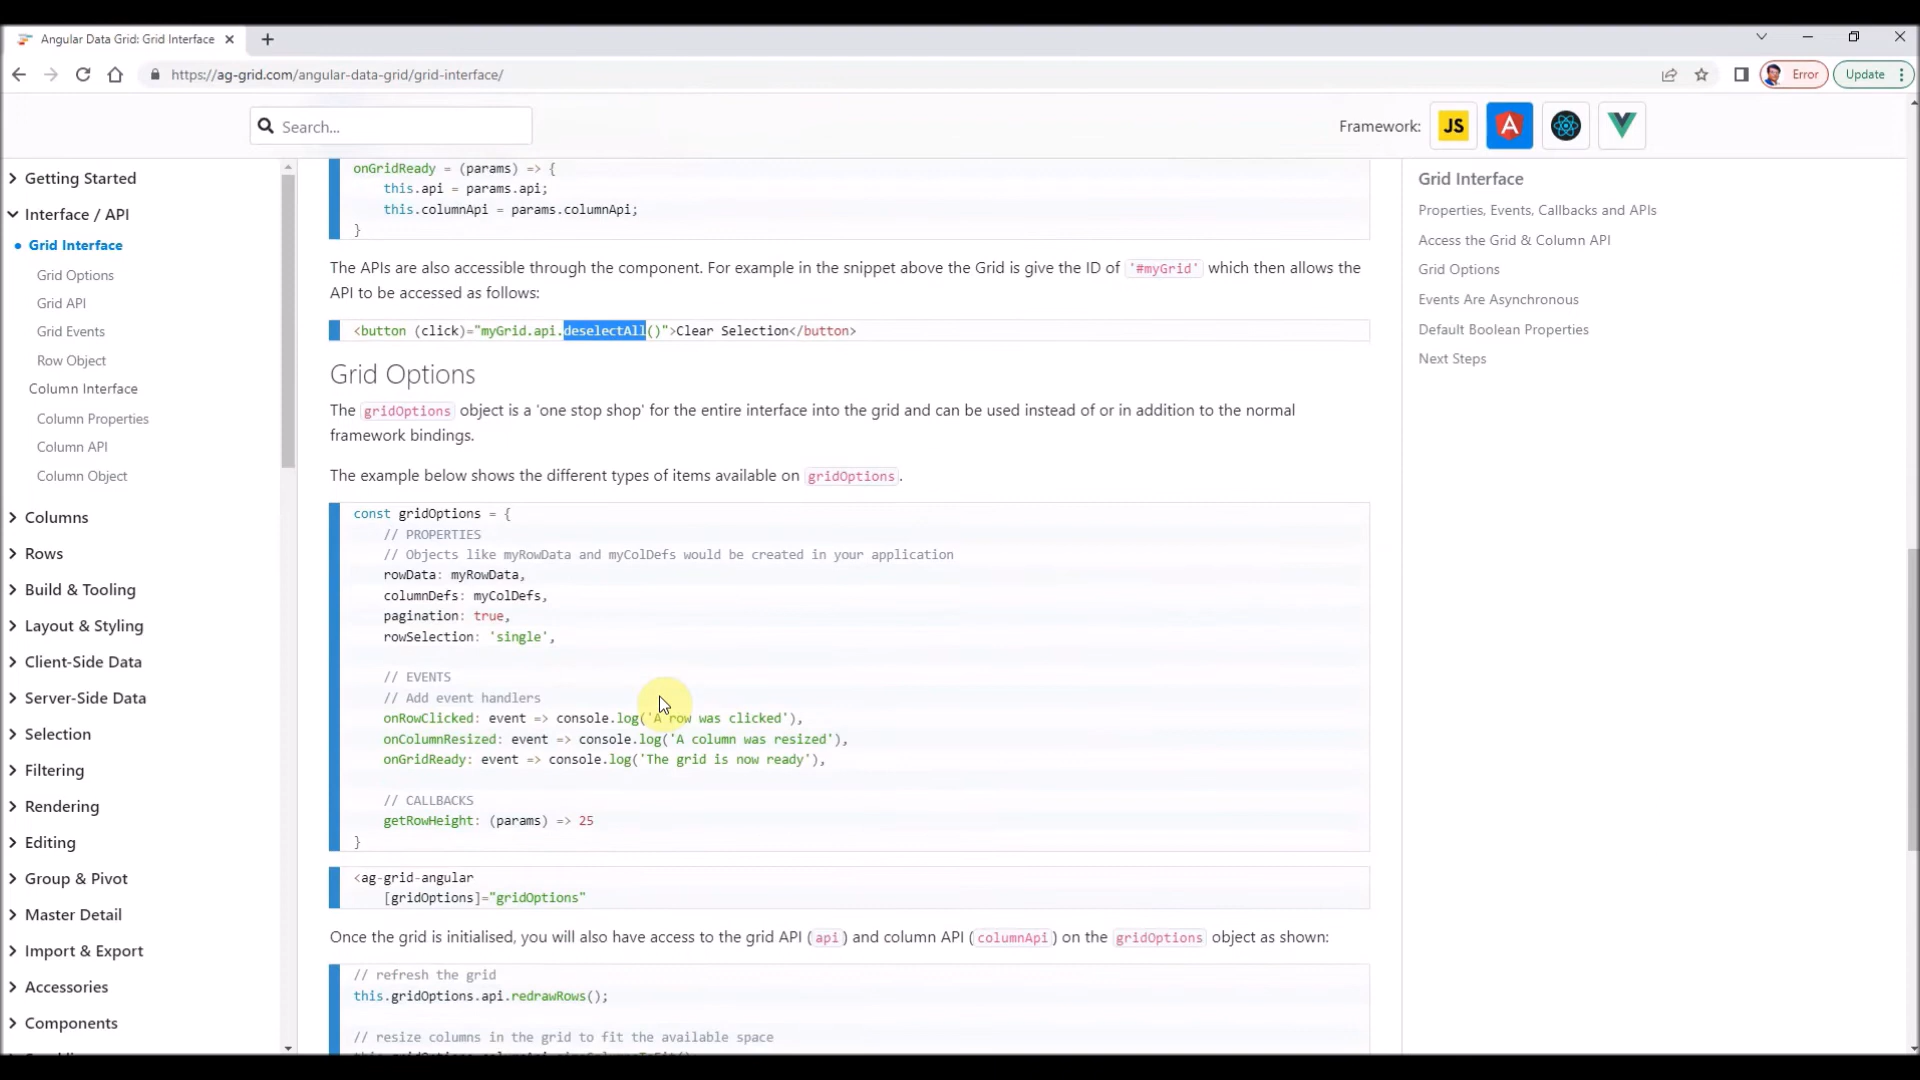 Angular Data Grid: Grid Interface
https://ag-grid.com/angular-data-grid/grid-interface/
Error
Update
Search...
Framework:
JS
Getting Started
Interface / API
Grid Interface
Grid Options
Grid API
Grid Events
Row Object
Column Interface
Column Properties
Column API
Column Object
Columns
Rows
Build & Tooling
Layout & Styling
Client-Side Data
Server-Side Data
Selection
Filtering
Rendering
Editing
Group & Pivot
Master Detail
Import & Export
Accessories
Components
onGridReady = (params) => {
this.api = params.api;
this.columnApi = params.columnApi;
}
The APIs are also accessible through the component. For example in the snippet above the Grid is give the ID of '#myGrid' which then allows the
API to be accessed as follows:
<button (click)="myGrid.api.deselectAll()">Clear Selection</button>
Grid Options
The gridOptions object is a 'one stop shop' for the entire interface into the grid and can be used instead of or in addition to the normal
framework bindings.
The example below shows the different types of items available on gridOptions.
const gridOptions = {
// PROPERTIES
// Objects like myRowData and myColDefs would be created in your application
rowData: myRowData,
columnDefs: myColDefs,
pagination: true,
rowSelection: 'single',
// EVENTS
// Add event handlers
onRowClicked: event => console.log('A row was clicked'),
onColumnResized: event => console.log('A column was resized'),
onGridReady: event => console.log('The grid is now ready'),
// CALLBACKS
getRowHeight: (params) => 25
}
<ag-grid-angular
[gridOptions]="gridOptions"
Once the grid is initialised, you will also have access to the grid API (api) and column API (columnApi) on the gridOptions object as shown:
// refresh the grid
this.gridOptions.api.redrawRows();
// resize columns in the grid to fit the available space
Grid Interface
Properties, Events, Callbacks and APIs
Access the Grid & Column API
Grid Options
Events Are Asynchronous
Default Boolean Properties
Next Steps